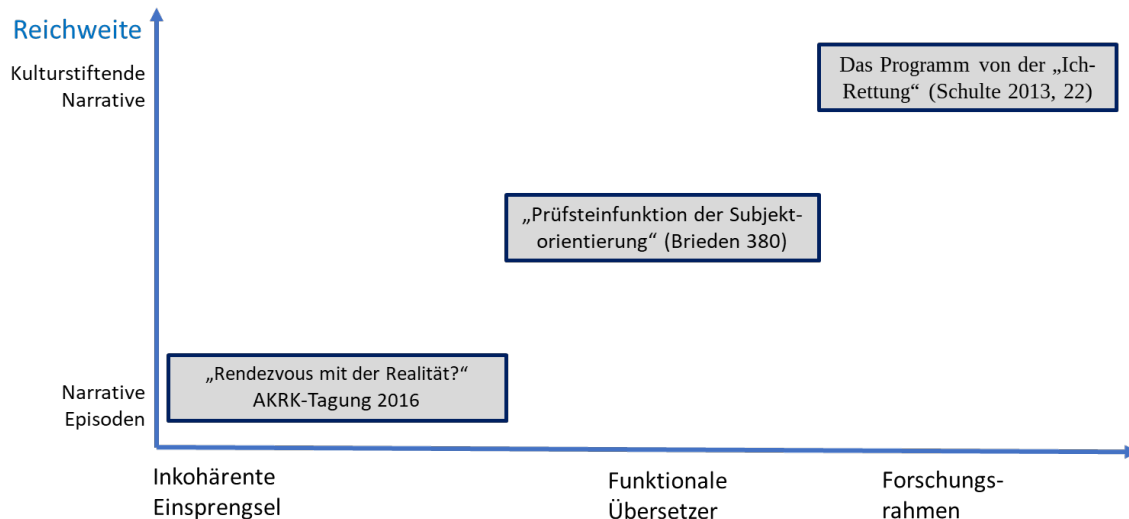 Reichweite
Kulturstiftende
Narrative
Das Programm von der „Ich-
Rettung“ (Schulte 2013, 22)
„Prüfsteinfunktion der Subjekt-
orientierung“ (Brieden 380)
„Rendezvous mit der Realität?“
AKRK-Tagung 2016
Narrative
Episoden
Inkohärente
Einsprengsel
Funktionale
Übersetzer
Forschungs-
rahmen